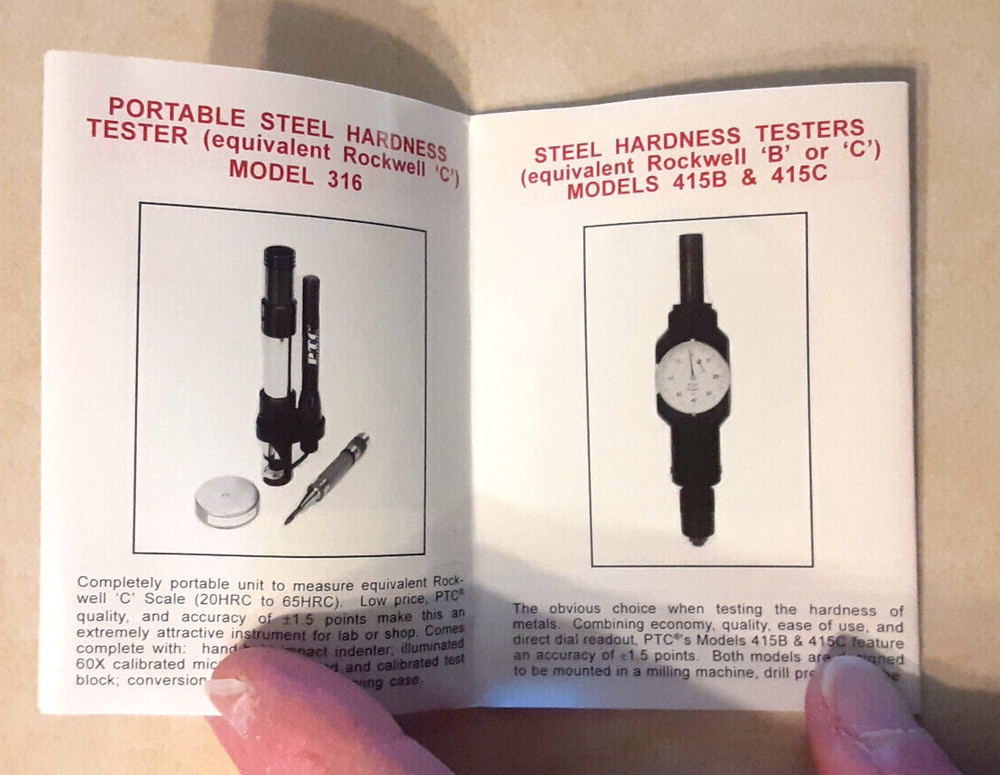 PORTABLE STEEL HARDNESS
TESTER (equivalent Rockwell 'C')
MODEL 316
PTC
Completely portable unit to measure equivalent Rock-
well 'C' Scale (20HRC to 65HRC). Low price, PTC®
quality, and accuracy of ±1.5 points make this an
extremely attractive instrument for lab or shop. Comes
complete with: hand impact indenter; illuminated
60X calibrated and calibrated test
block; conversion case.
STEEL HARDNESS TESTERS
(equivalent Rockwell 'B' or 'C')
MODELS 415B & 415C
The obvious choice when testing the hardness of
metals. Combining economy, quality, ease of use, and
direct dial readout, PTC®'s Models 415B & 415C feature
an accuracy of ±1.5 points. Both models are
to be mounted in a milling machine, drill